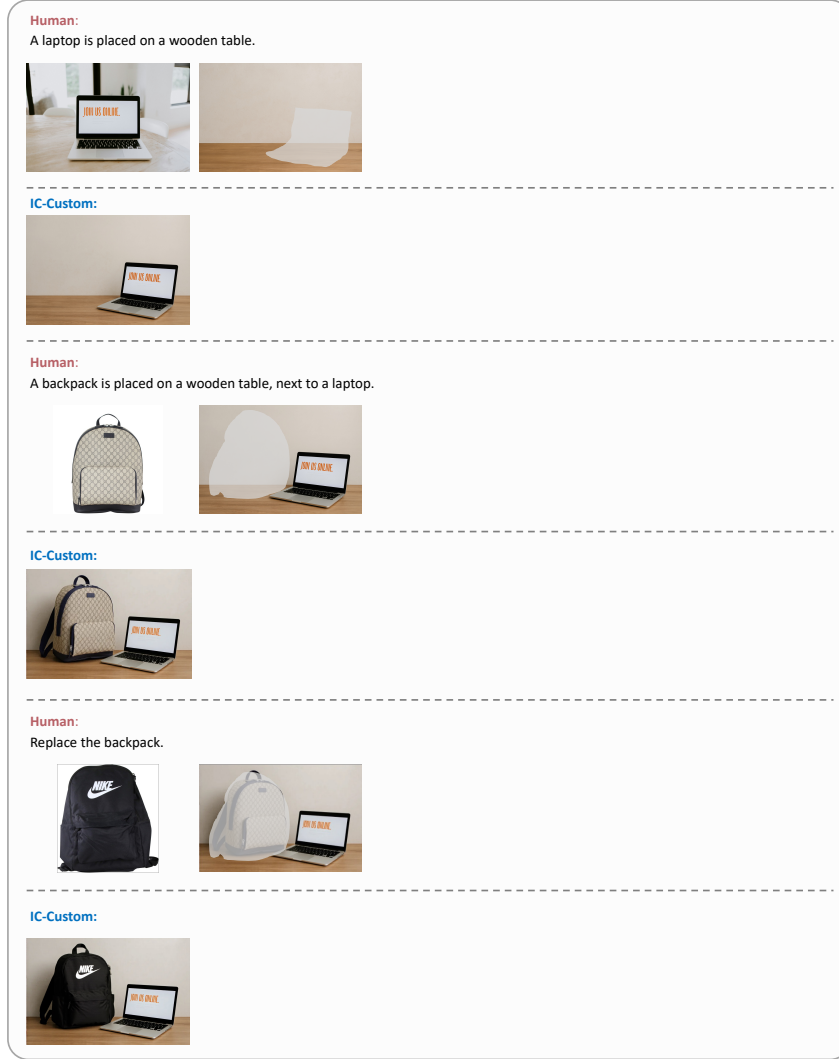 Human:
A laptop is placed on a wooden table.
JOIN US ONLINE.
IC-Custom:
JOIN US ONLINE.
Human:
A backpack is placed on a wooden table, next to a laptop.
JOIN US ONLINE.
IC-Custom:
JOIN US ONLINE.
Human:
Replace the backpack.
NIKE
JOIN US ONLINE.
IC-Custom:
NIKE
JOIN US ONLINE.